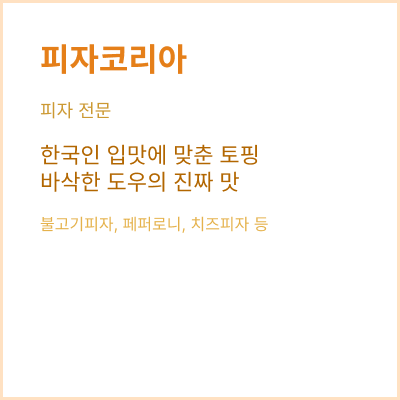 피자코리아
피자 전문
한국인 입맛에 맞춘 토핑
바삭한 도우의 진짜 맛
불고기피자, 페퍼로니, 치즈피자 등